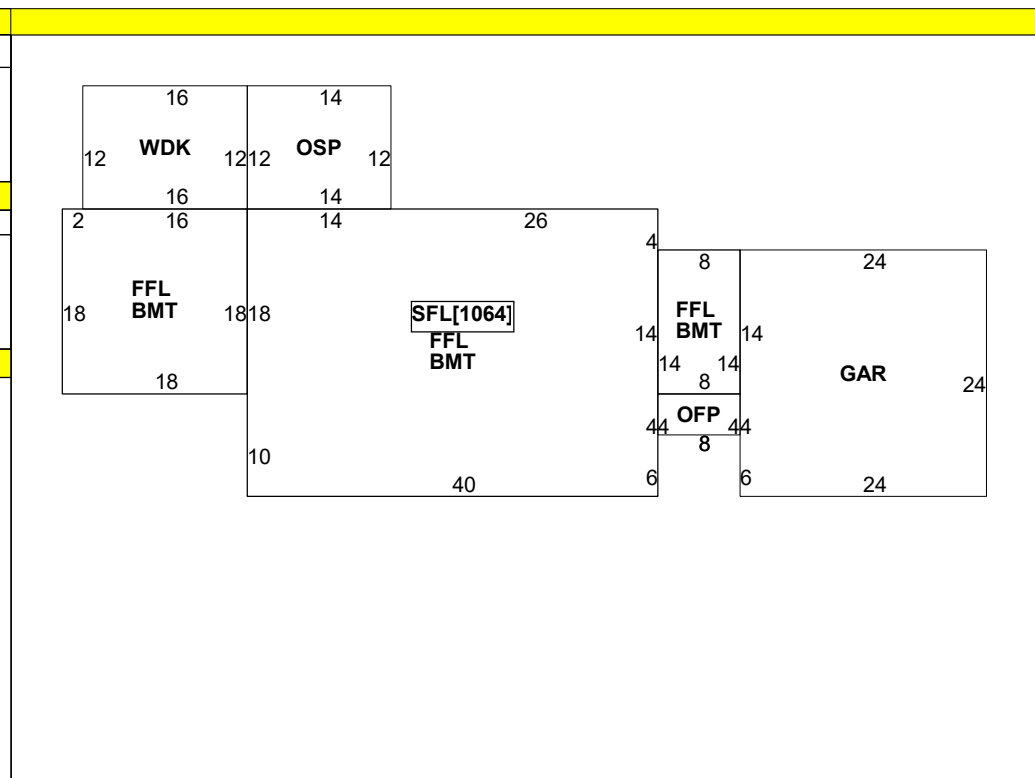 16 14
WDK OSP
12 12 12 12
16 14
2 16 14 26
4
8 24
FFL
BMT
18 18 18
SFL[1064]
FFL
BMT
FFL
BMT
14 14
14 14
GAR
24
18 8
OFP
4 4 4 4
8
10
40 6 6 24